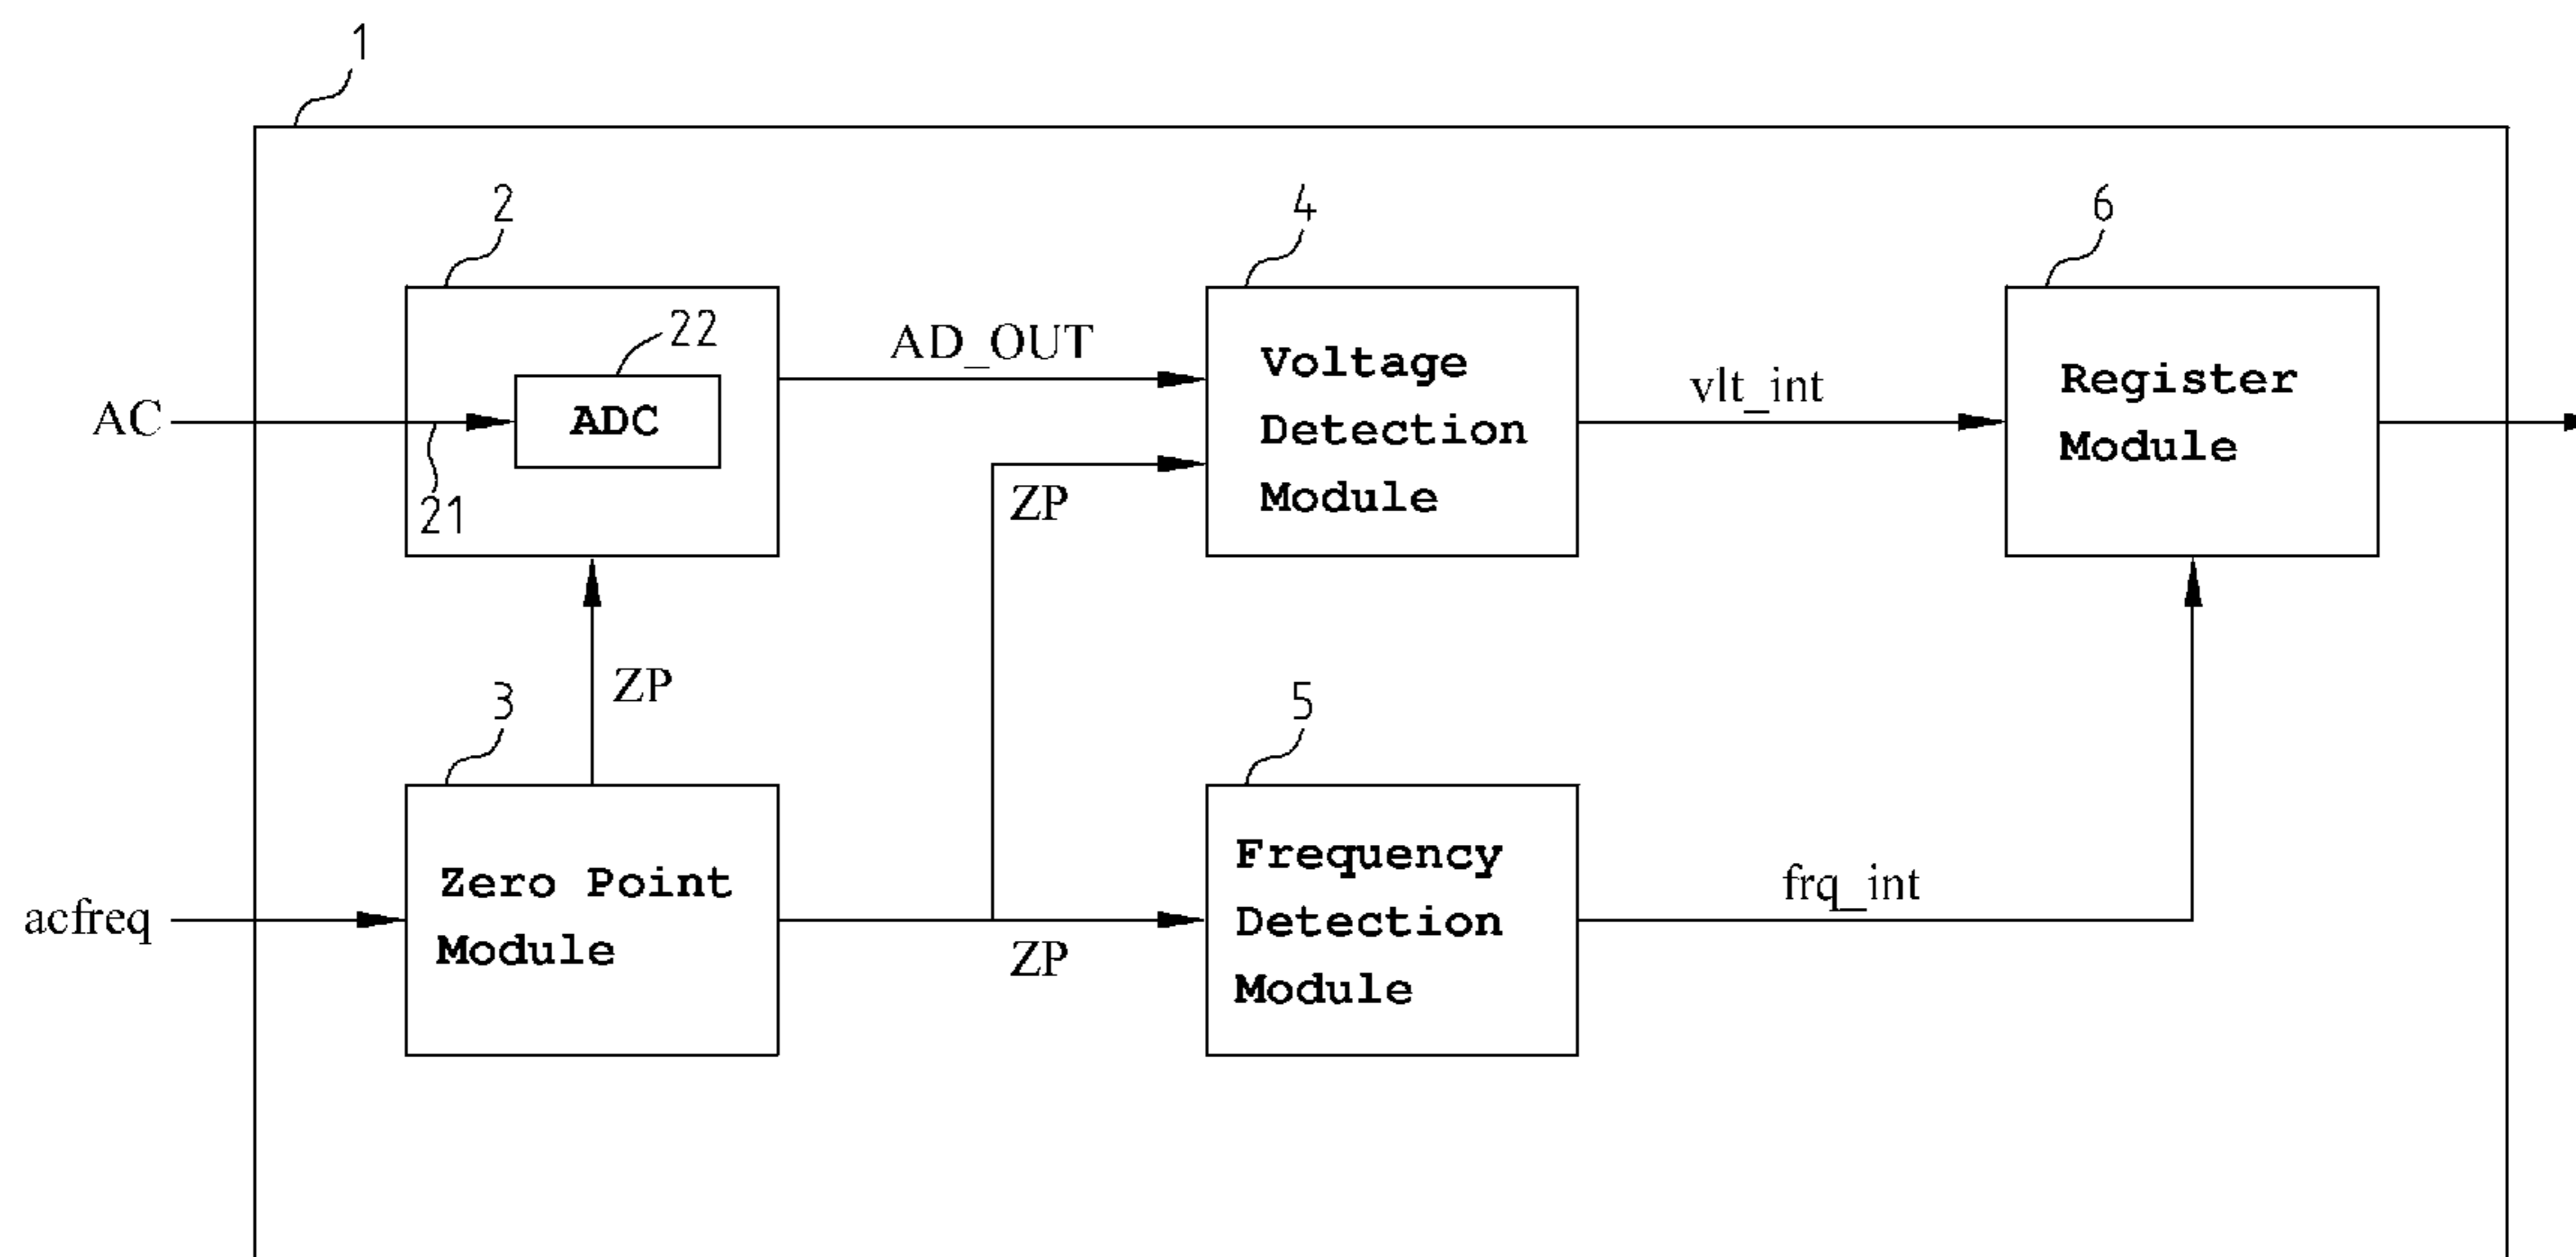 1
2
4
6
22
AD_OUT
AC
ADC
21
Voltage
Detection
Module
vlt_int
Register
Module
ZP
ZP
3
5
acfreq
Zero Point
Module
ZP
Frequency
Detection
Module
frq_int